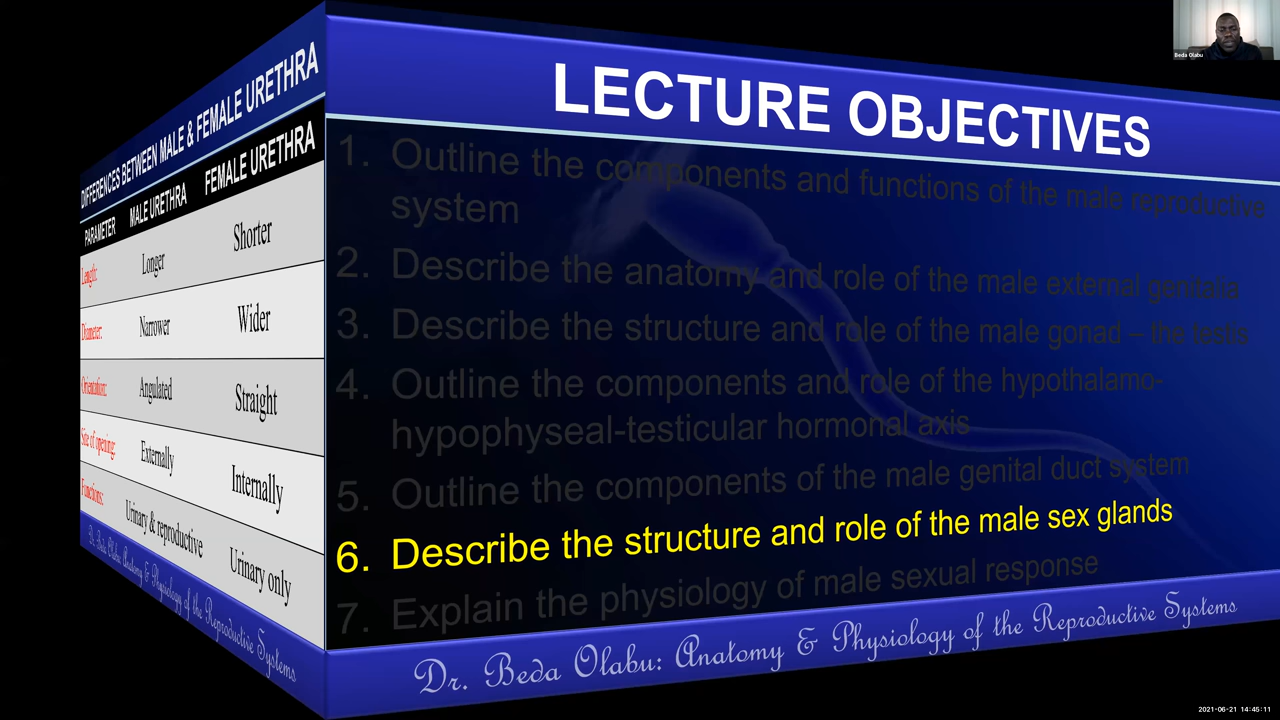 DIFFERENCES BETWEEN MALE & FEMALE URETHRA
PARAMETER MALE URETHRA FEMALE URETHRA
Length: Longer Shorter
Diameter: Narrower Wider
Orientation: Angulated Straight
Site of opening: Externally Internally
Functions: Urinary & reproductive Urinary only
Dr. Beda Olabu: Anatomy & Physiology of the Reproductive Systems
LECTURE OBJECTIVES
1. Outline the components and functions of the male reproductive
system
2. Describe the anatomy and role of the male external genitalia
3. Describe the structure and role of the male gonad – the testis
4. Outline the components and role of the hypothalamo-
hypophyseal-testicular hormonal axis
5. Outline the components of the male genital duct system
6. Describe the structure and role of the male sex glands
7. Explain the physiology of male sexual response
Dr. Beda Olabu: Anatomy & Physiology of the Reproductive Systems
Beda Olabu
2021-06-21 14:45:11